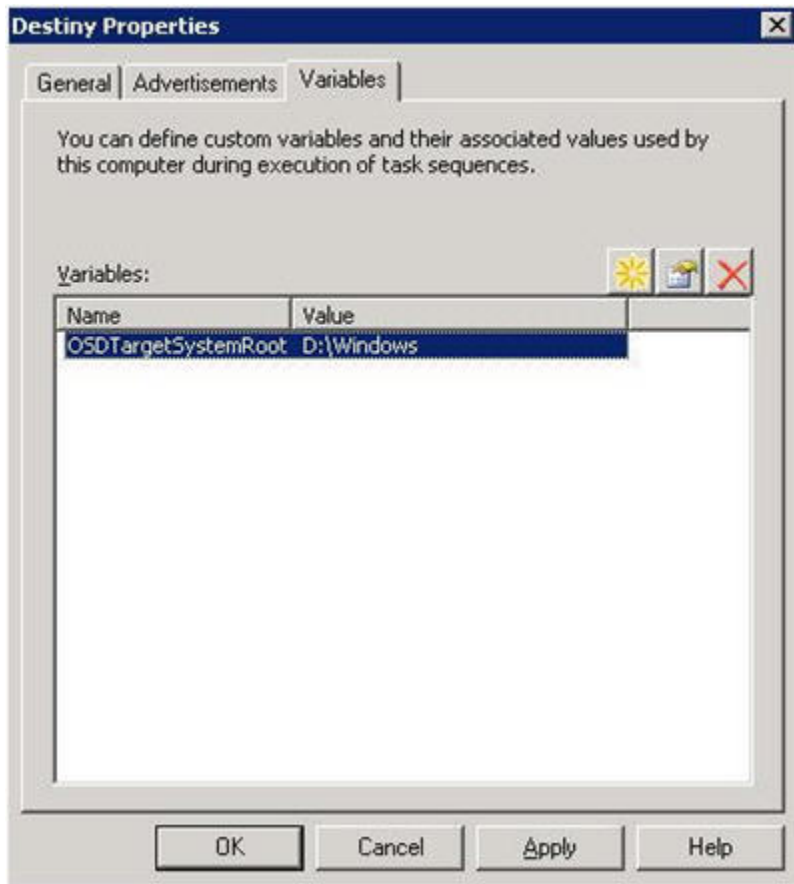 Destiny Properties
General Advertisements Variables
You can define custom variables and their associated values used by
this computer during execution of task sequences.
Variables:
Name Value
OSDTargetSystemRoot D:\Windows
OK Cancel Apply Help